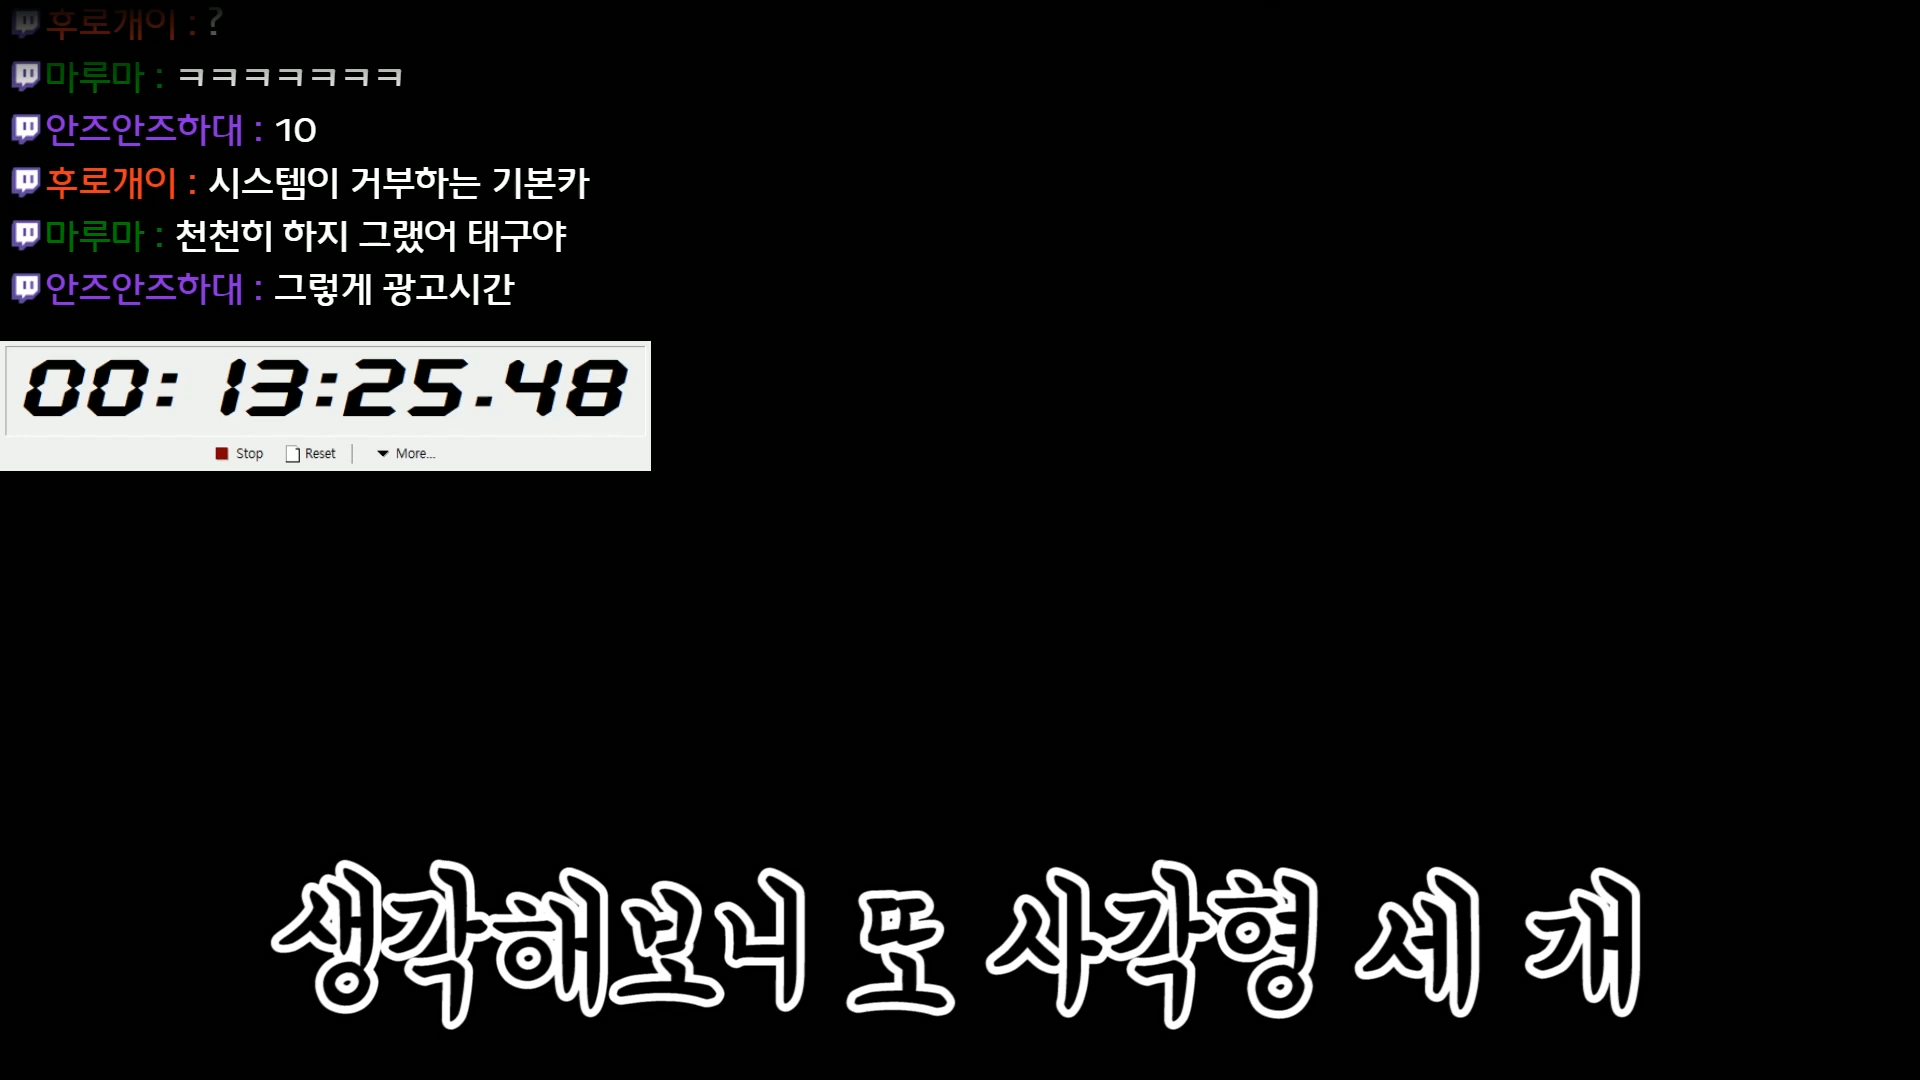 후로개이 : ?
마루마 : ㅋㅋㅋㅋㅋㅋㅋ
안즈안즈하대 : 10
후로개이 : 시스템이 거부하는 기본카
마루마 : 천천히 하지 그랬어 태구야
안즈안즈하대 : 그렇게 광고시간
00: 13:25.48
Stop Reset More...
생각해보니 또 사각형 세 개